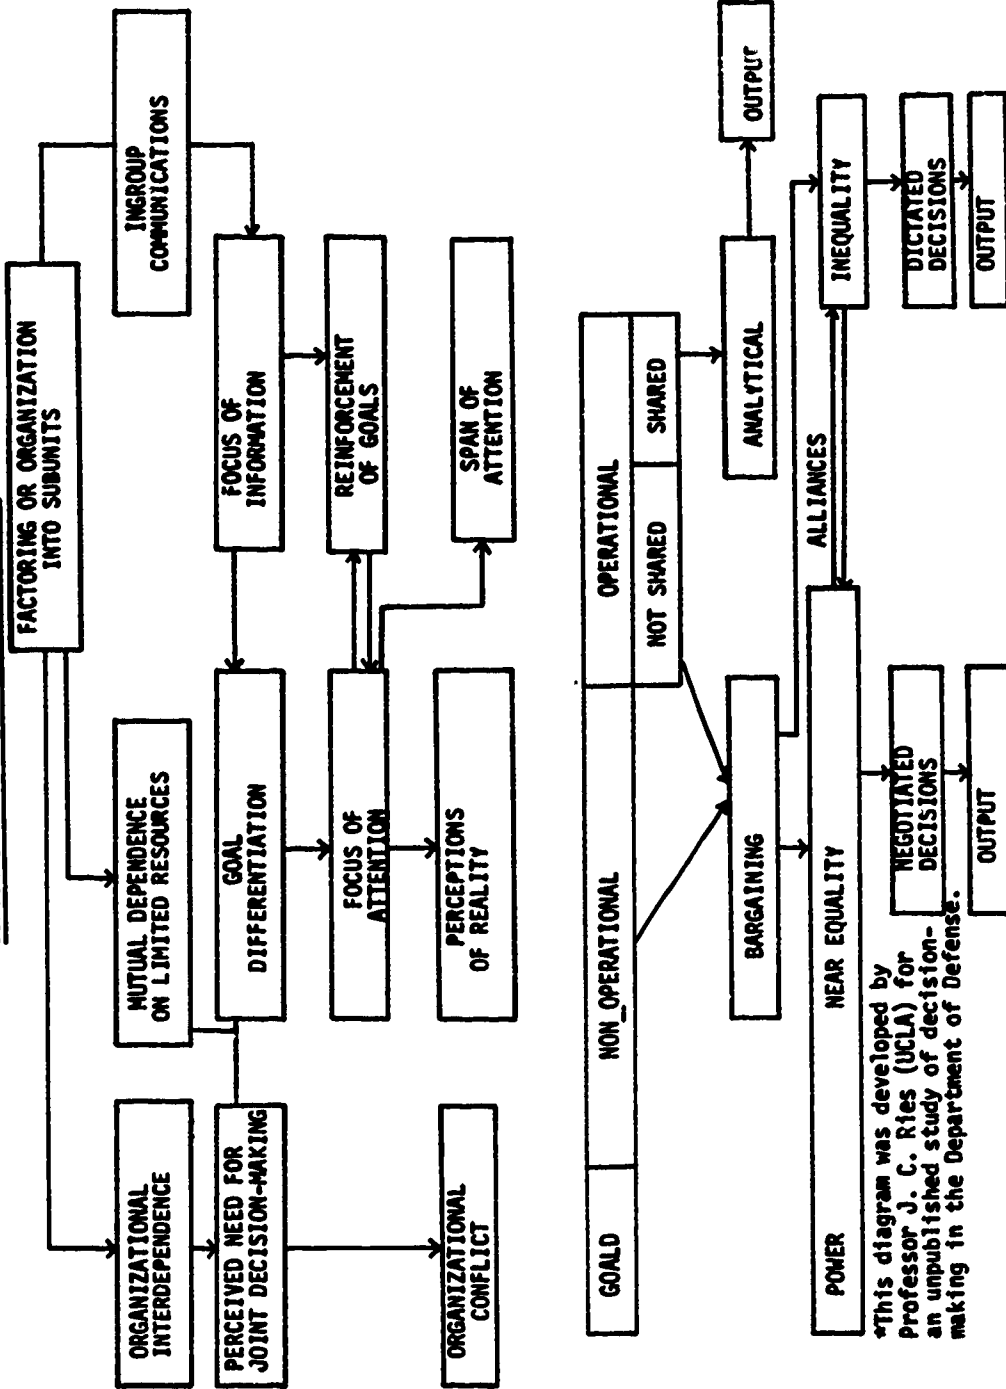 FACTORING OR ORGANIZATION
INTO SUBUNITS
ORGANIZATIONAL
INTERDEPENDENCE
MUTUAL DEPENDENCE
ON LIMITED RESOURCES
INGROUP
COMMUNICATIONS
PERCEIVED NEED FOR
JOINT DECISION-MAKING
GOAL
DIFFERENTIATION
FOCUS OF
INFORMATION
FOCUS OF
ATTENTION
REINFORCEMENT
OF GOALS
ORGANIZATIONAL
CONFLICT
PERCEPTIONS
OF REALITY
SPAN OF
ATTENTION
GOALD
NON_OPERATIONAL
OPERATIONAL
NOT SHARED
SHARED
BARGAINING
ANALYTICAL
OUTPUT
ALLIANCES
POWER
NEAR EQUALITY
INEQUALITY
NEGOTIATED
DECISIONS
DICTATED
DECISIONS
OUTPUT
OUTPUT
*This diagram was developed by
Professor J. C. Ries (UCLA) for
an unpublished study of decision-
making in the Department of Defense.